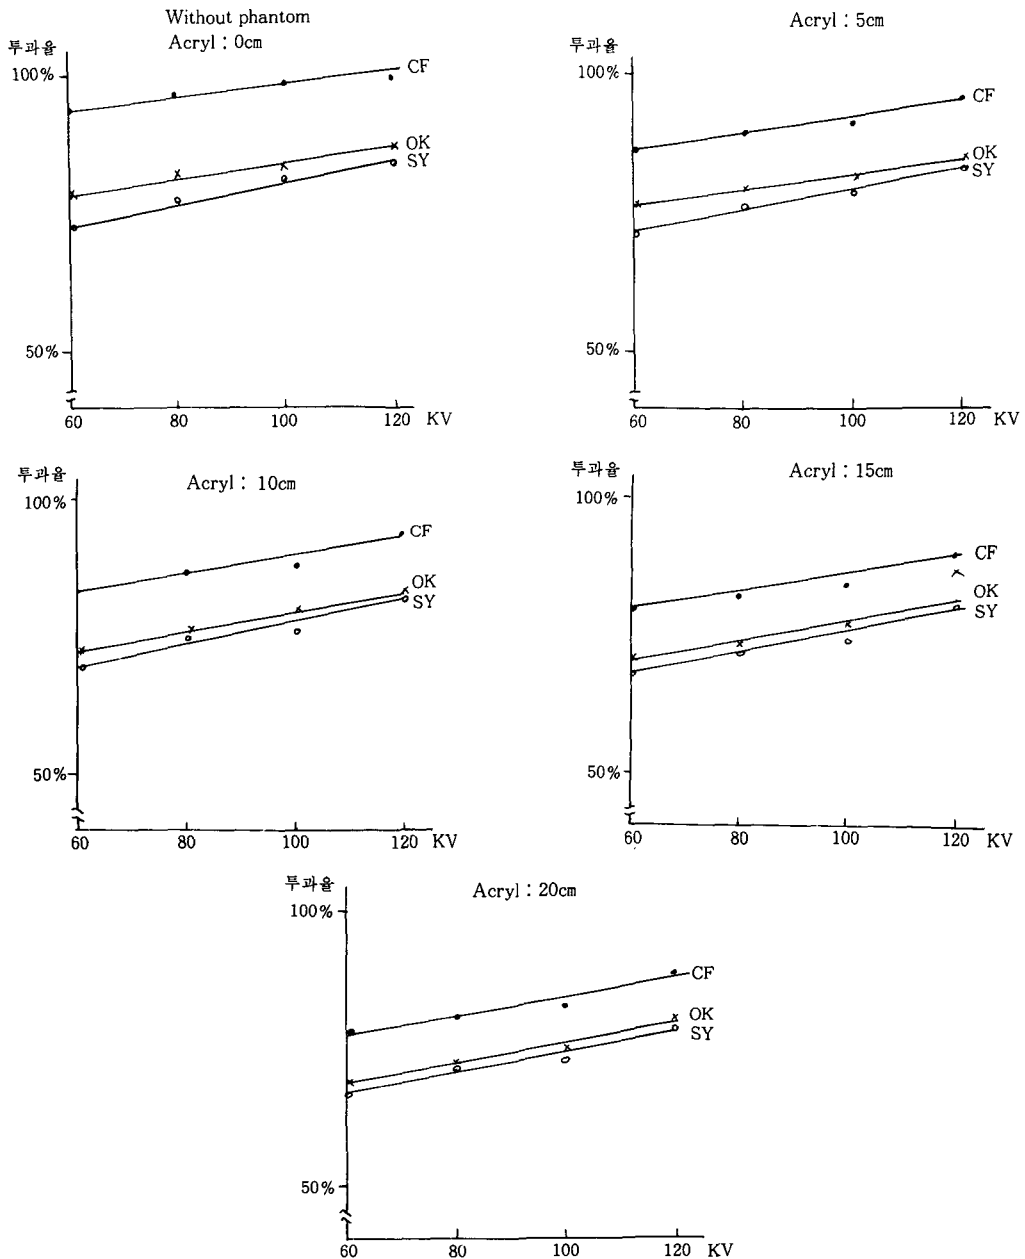 Without phantom
Acryl : 0cm
투과율
100%
CF
OK
SY
50%
60 80 100 120 KV
Acryl : 5cm
투과율
100%
CF
OK
SY
50%
60 80 100 120 KV
Acryl : 10cm
투과율
100%
CF
OK
SY
50%
60 80 100 120 KV
Acryl : 15cm
투과율
100%
CF
OK
SY
50%
60 80 100 120 KV
Acryl : 20cm
투과율
100%
CF
OK
SY
50%
60 80 100 120 KV